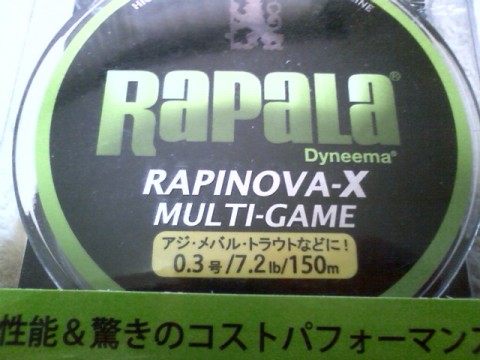 RAPALA®
Dyneema®
RAPINOVA-X
MULTI-GAME
アジ・メバル・トラウトなどに!
0.3号/7.2lb/150m
性能&驚きのコストパフォーマン